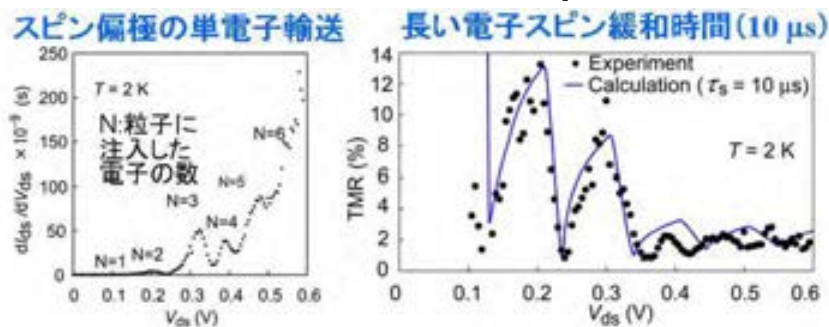 スピン偏極の単電子輸送
250
200
150
100
50
0
dIds/dVds ×10⁻⁹ (s)
T = 2 K
N:粒子に
注入した
電子の数
N=6
N=5
N=3
N=4
N=1
N=2
0 0.1 0.2 0.3 0.4 0.5 0.6
Vds (V)
長い電子スピン緩和時間(10 μs)
14
12
10
8
6
4
2
0
TMR (%)
Experiment
Calculation (τs = 10 μs)
T = 2 K
0 0.1 0.2 0.3 0.4 0.5 0.6
Vds (V)